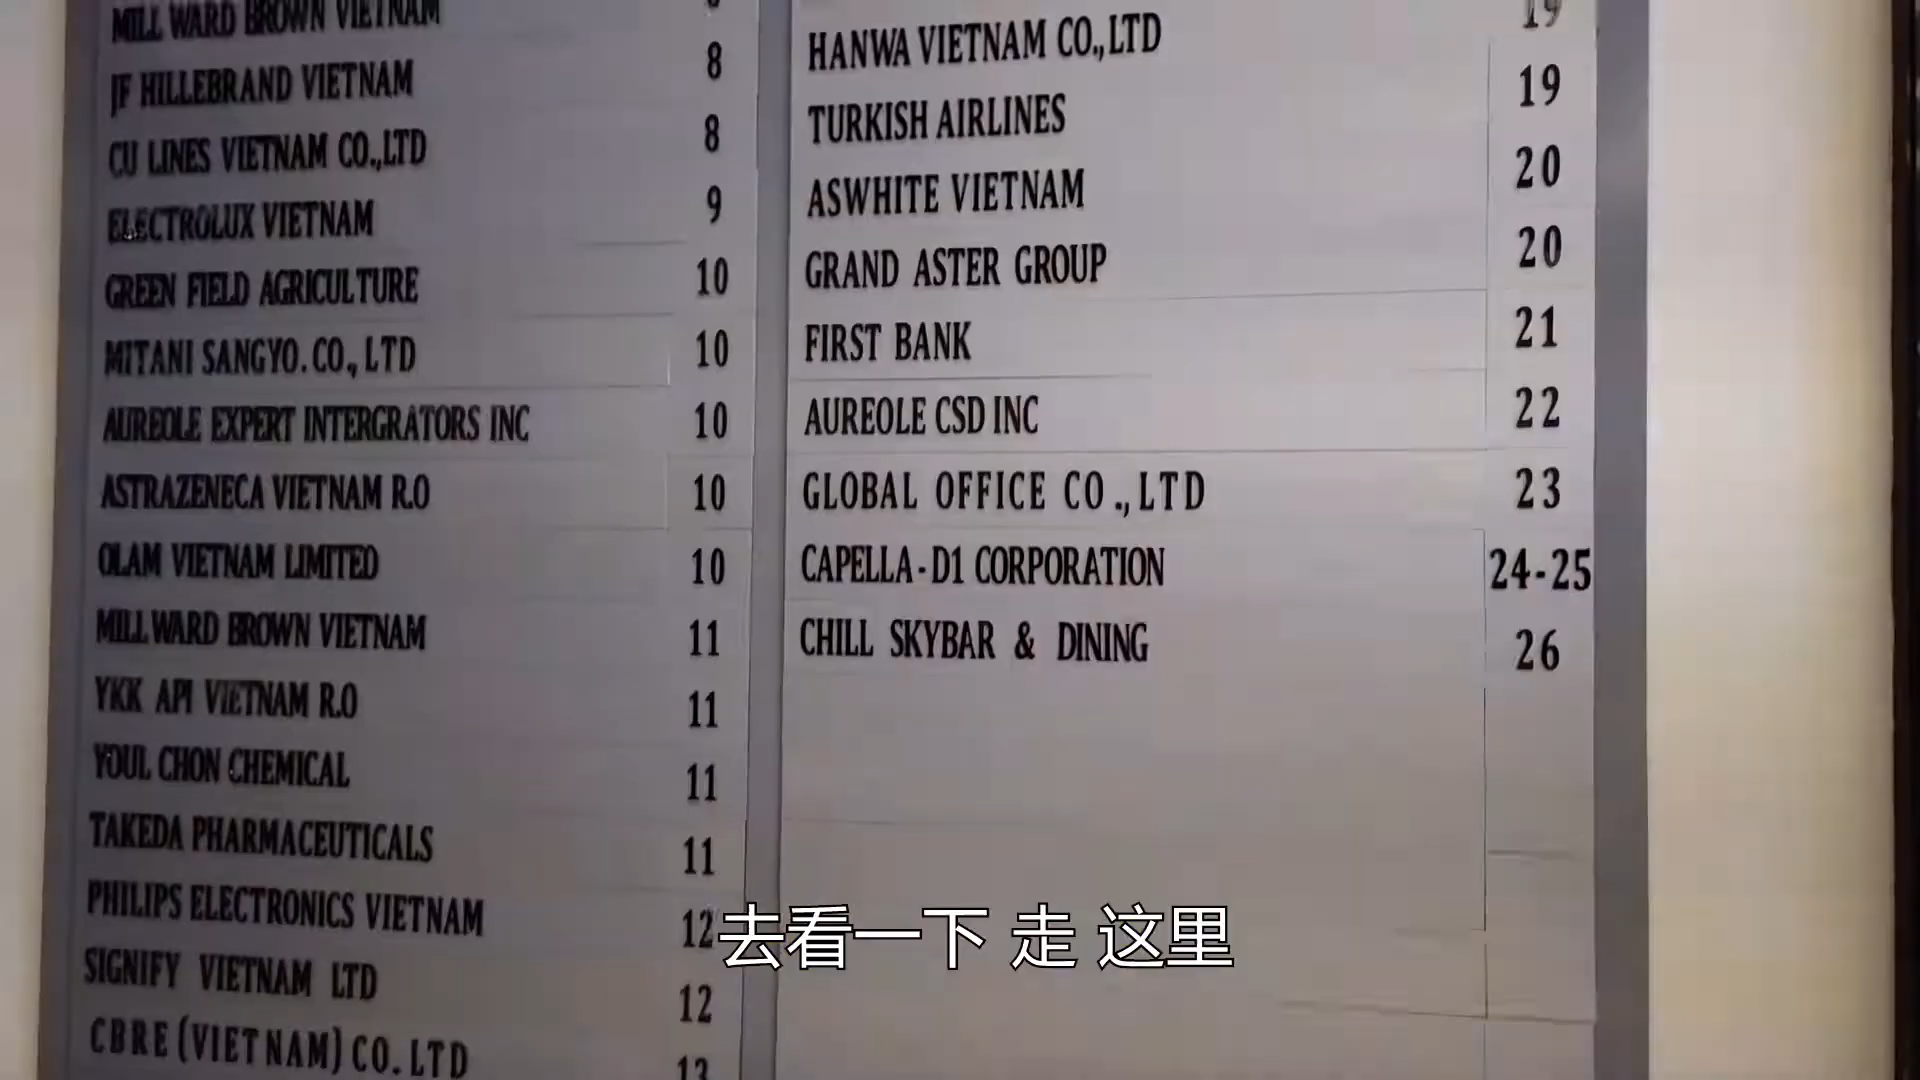 MILL WARD BROWN VIETNAM
JF HILLEBRAND VIETNAM 8
CU LINES VIETNAM CO.,LTD 8
ELECTROLUX VIETNAM 9
GREEN FIELD AGRICULTURE 10
MITANI SANGYO.CO., LTD 10
AUREOLE EXPERT INTERGRATORS INC 10
ASTRAZENECA VIETNAM R.O 10
OLAM VIETNAM LIMITED 10
MILLWARD BROWN VIETNAM 11
YKK API VIETNAM R.O 11
YOUL CHON CHEMICAL 11
TAKEDA PHARMACEUTICALS 11
PHILIPS ELECTRONICS VIETNAM 12
SIGNIFY VIETNAM LTD 12
CBRE (VIETNAM) CO. LTD 13
HANWA VIETNAM CO.,LTD 19
TURKISH AIRLINES 19
ASWHITE VIETNAM 20
GRAND ASTER GROUP 20
FIRST BANK 21
AUREOLE CSD INC 22
GLOBAL OFFICE CO., LTD 23
CAPELLA - D1 CORPORATION 24-25
CHILL SKYBAR & DINING 26
去看一下 走 这里